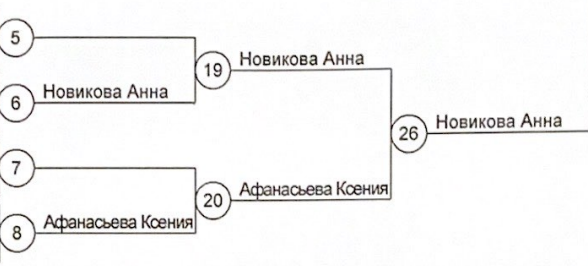 5
19 Новикова Анна
6 Новикова Анна
26 Новикова Анна
7
20 Афанасьева Ксения
8 Афанасьева Ксения